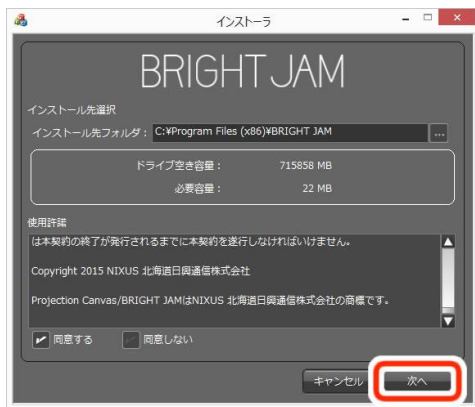 インストーラ
BRIGHT JAM
インストール先選択
インストール先フォルダ： C:¥Program Files (x86)¥BRIGHT JAM ...
ドライブ空き容量： 715858 MB
必要容量： 22 MB
使用許諾
は本契約の終了が発行されるまでに本契約を遂行しなければいけません。
Copyright 2015 NIXUS 北海道日興通信株式会社
Projection Canvas/BRIGHT JAMはNIXUS 北海道日興通信株式会社の商標です。
同意する 同意しない
キャンセル 次へ